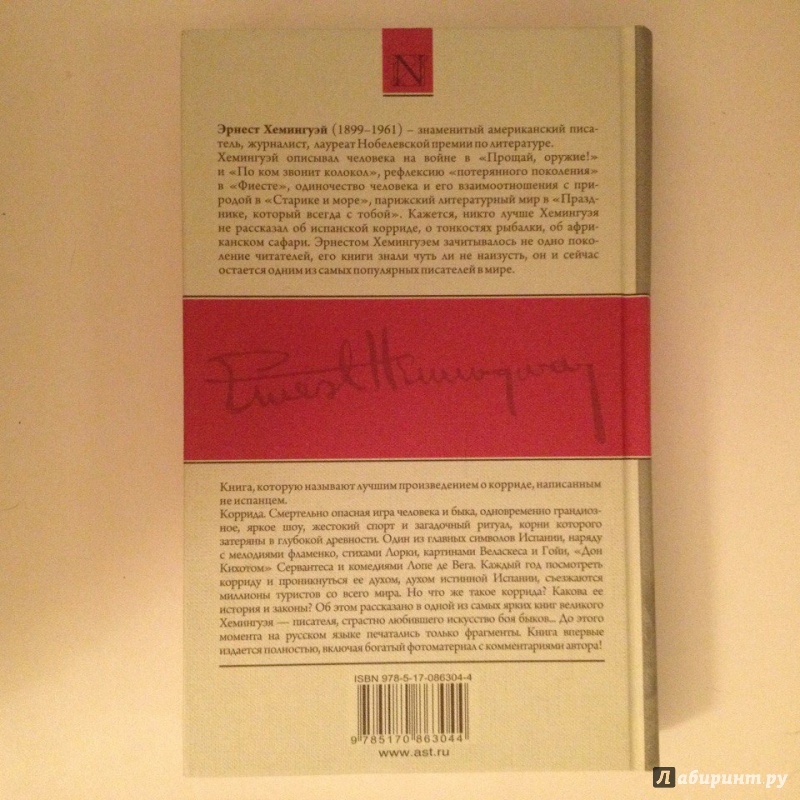 N
Эрнест Хемингуэй (1899–1961) – знаменитый американский писа-
тель, журналист, лауреат Нобелевской премии по литературе.
Хемингуэй описывал человека на войне в «Прощай, оружие!»
и «По ком звонит колокол», рефлексию «потерянного поколения»
в «Фиесте», одиночество человека и его взаимоотношения с при-
родой в «Старике и море», парижский литературный мир в «Празд-
нике, который всегда с тобой». Кажется, никто лучше Хемингуэя
не рассказал об испанской корриде, о тонкостях рыбалки, об афри-
канском сафари. Эрнестом Хемингуэем зачитывалось не одно поко-
ление читателей, его книги знали чуть ли не наизусть, он и сейчас
остается одним из самых популярных писателей в мире.
Ernest Hemingway
Книга, которую называют лучшим произведением о корриде, написанным
не испанцем.
Коррида. Смертельно опасная игра человека и быка, одновременно грандиоз-
ное, яркое шоу, жестокий спорт и загадочный ритуал, корни которого
затеряны в глубокой древности. Один из главных символов Испании, наряду
с мелодиями фламенко, стихами Лорки, картинами Веласкеса и Гойи, «Дон
Кихотом» Сервантеса и комедиями Лопе де Вега. Каждый год посмотреть
корриду и проникнуться ее духом, духом истинной Испании, съезжаются
миллионы туристов со всего мира. Но что же такое коррида? Какова ее
история и законы? Об этом рассказано в одной из самых ярких книг великого
Хемингуэя — писателя, страстно любившего искусство боя быков... До этого
момента на русском языке печатались только фрагменты. Книга впервые
издается полностью, включая богатый фотоматериал с комментариями автора!
ISBN 978-5-17-086304-4
9 785170 863044
www.ast.ru
Лабиринт.ру